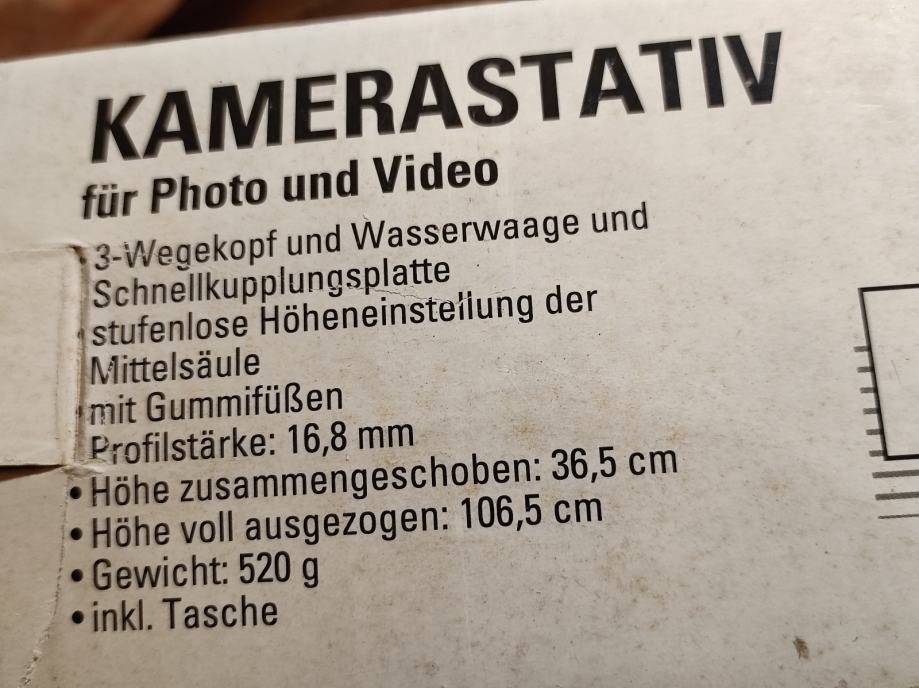 KAMERASTATIV
für Photo und Video
3-Wegekopf und Wasserwaage und
Schnellkupplungsplatte
stufenlose Höheneinstellung der
Mittelsäule
mit Gummifüßen
Profilstärke: 16,8 mm
• Höhe zusammengeschoben: 36,5 cm
• Höhe voll ausgezogen: 106,5 cm
• Gewicht: 520 g
• inkl. Tasche